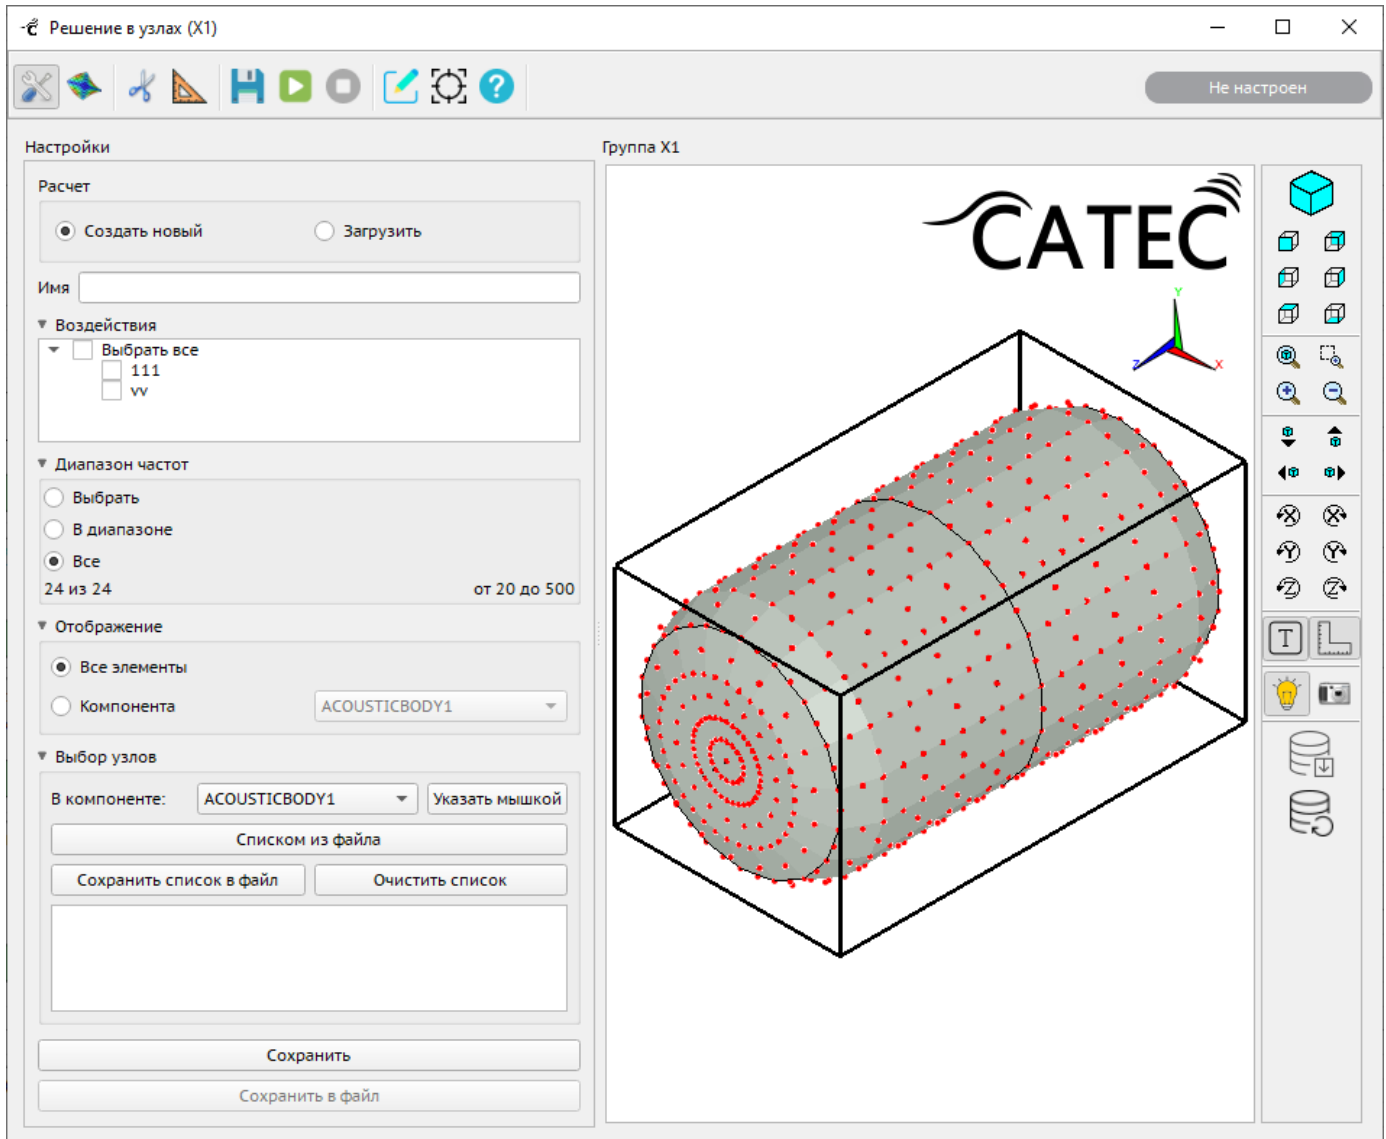 Решение в узлах (X1)
Не настроен
Настройки
Расчет
Создать новый
Загрузить
Имя
Воздействия
Выбрать все
111
vv
Диапазон частот
Выбрать
В диапазоне
Все
24 из 24
от 20 до 500
Отображение
Все элементы
Компонента
ACOUSTICBODY1
Выбор узлов
В компоненте:
ACOUSTICBODY1
Указать мышкой
Списком из файла
Сохранить список в файл
Очистить список
Сохранить
Сохранить в файл
Группа X1
CATEC
Y
Z
X
X
X
Y
Y
Z
Z
T